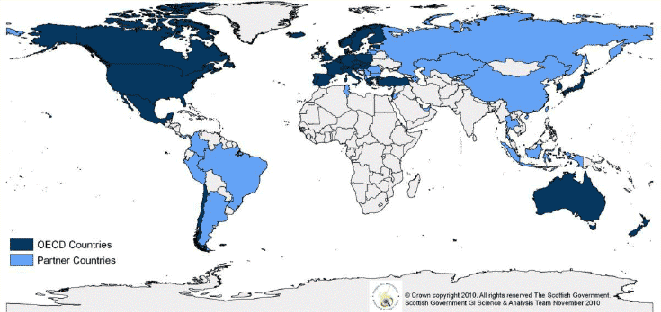 OECD Countries
Partner Countries
© Crown copyright 2010. All rights reserved The Scottish Government.
Scottish Government GI Science & Analysis Team November 2010